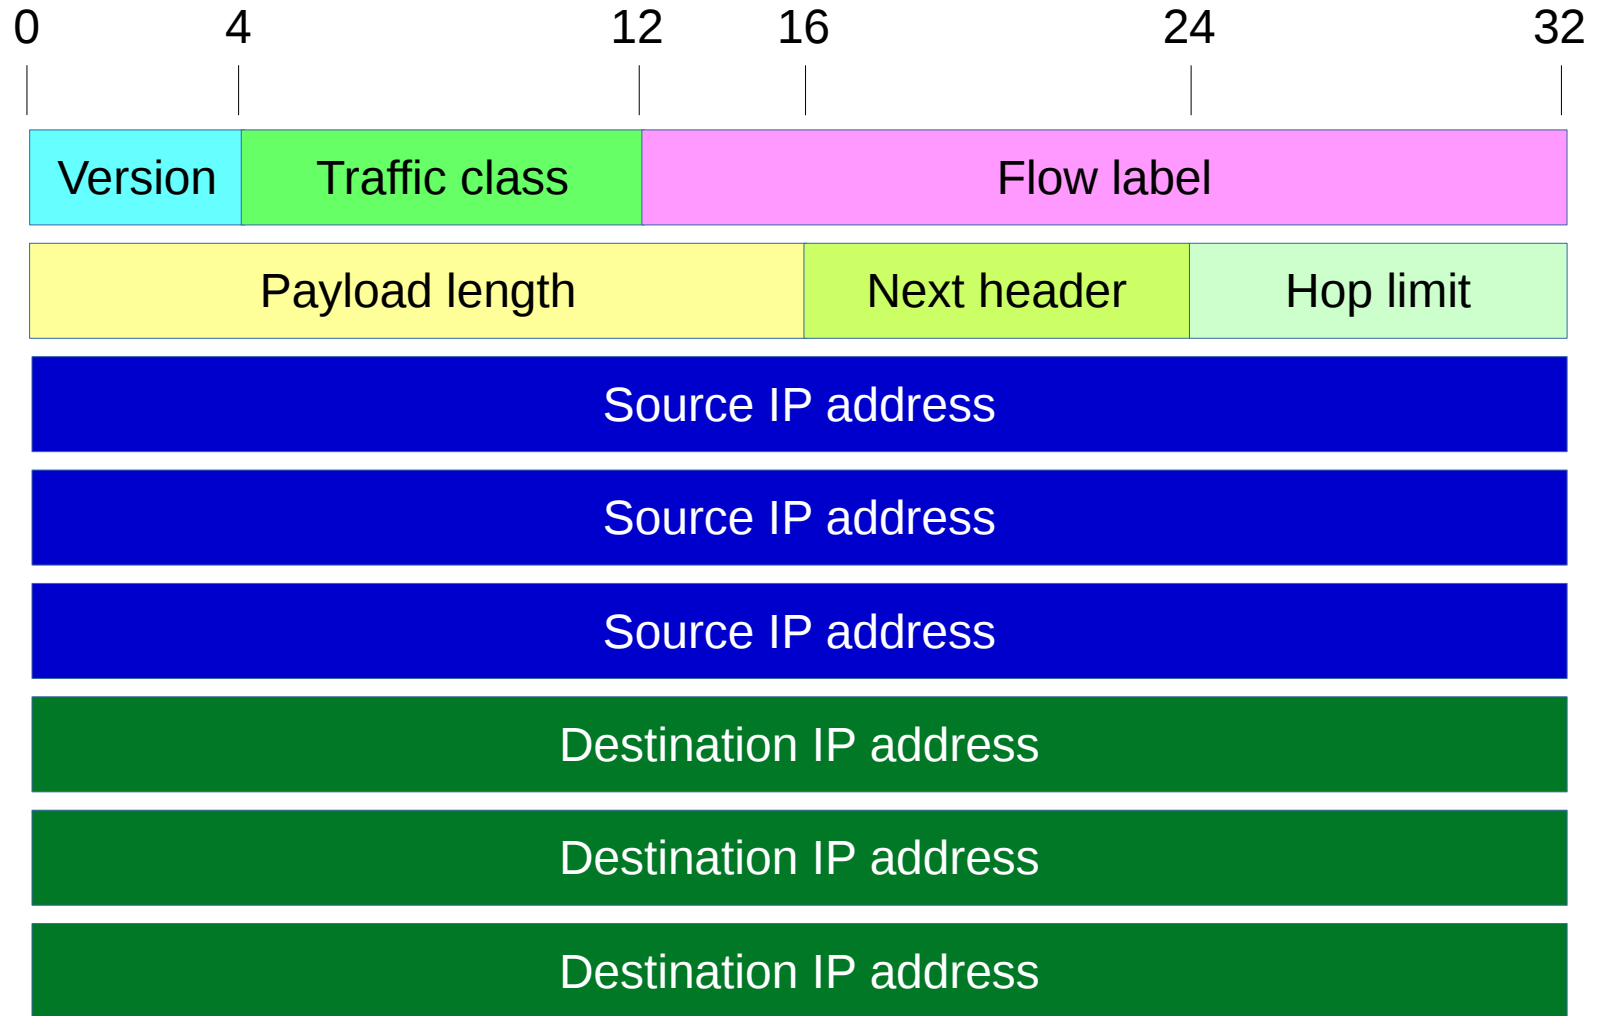 0 4 12 16 24 32
Version Traffic class Flow label
Payload length Next header Hop limit
Source IP address
Source IP address
Source IP address
Destination IP address
Destination IP address
Destination IP address